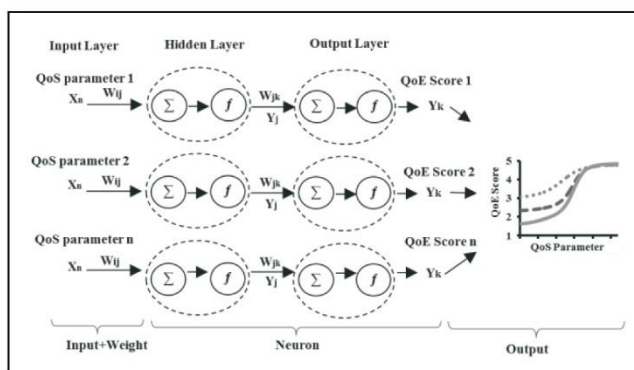 Input Layer Hidden Layer Output Layer
QoS parameter 1 Wij Wjk QoE Score 1
Xn Σ f Yj Σ f Yk
QoS parameter 2 Wij Wjk QoE Score 2
Xn Σ f Yj Σ f Yk
QoS parameter n Wij Wjk QoE Score n
Xn Σ f Yj Σ f Yk
QoE Score
5
4
3
2
1
QoS Parameter
Input+Weight Neuron Output